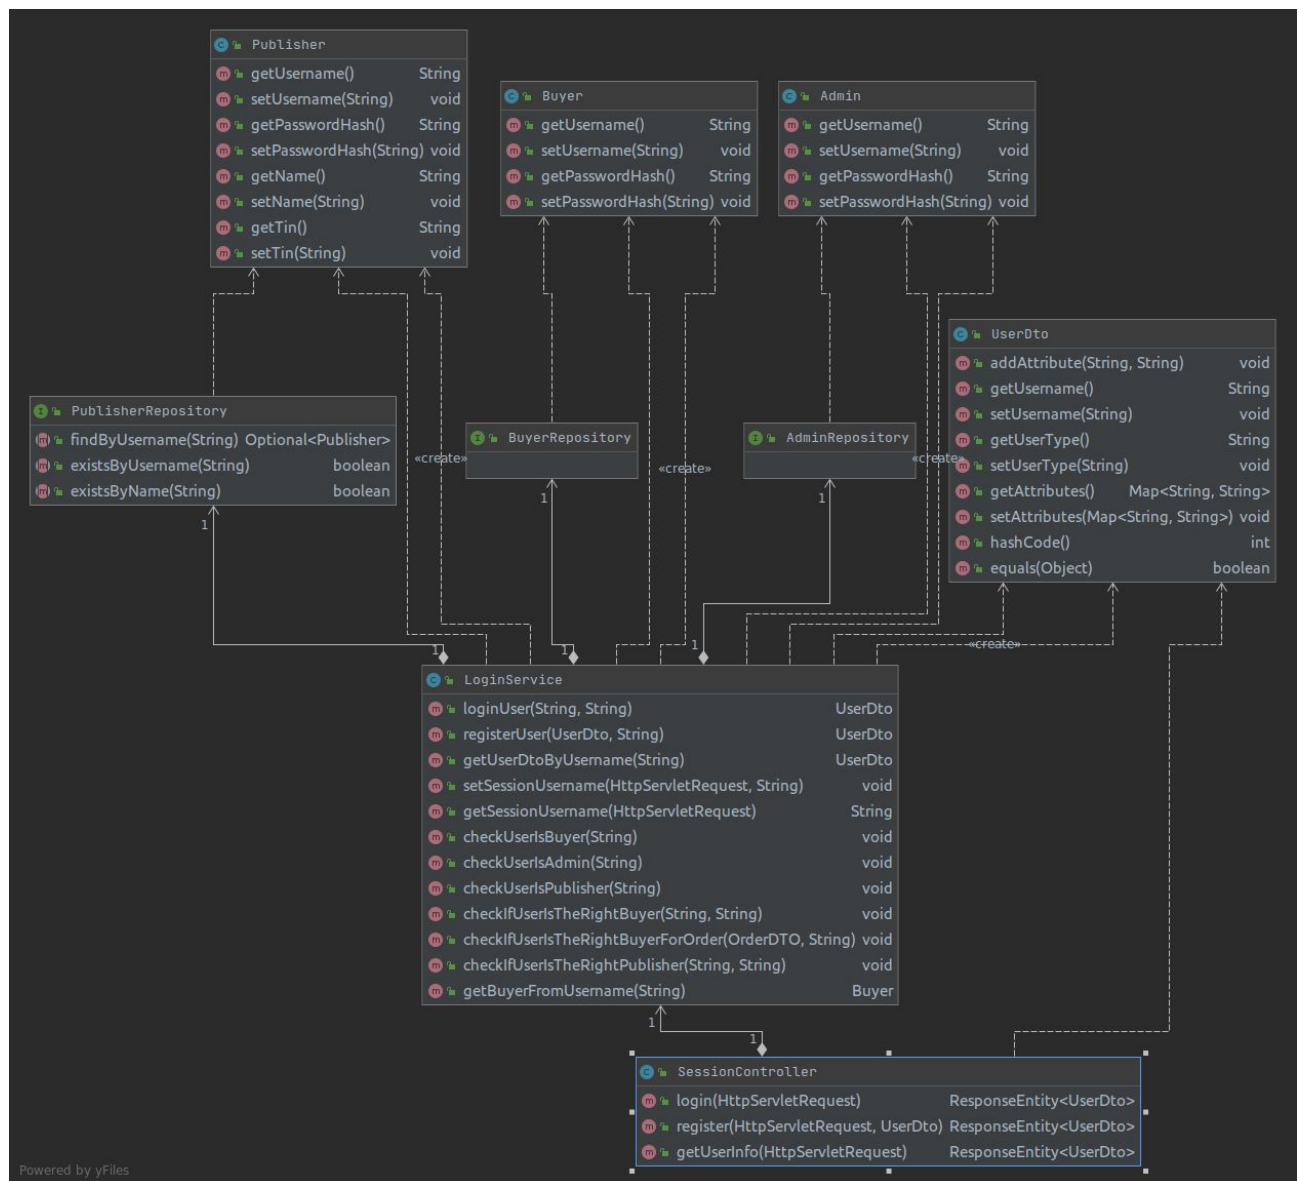 Publisher
getUsername() String
setUsername(String) void
getPasswordHash() String
setPasswordHash(String) void
getName() String
setName(String) void
getTin() String
setTin(String) void
Buyer
getUsername() String
setUsername(String) void
getPasswordHash() String
setPasswordHash(String) void
Admin
getUsername() String
setUsername(String) void
getPasswordHash() String
setPasswordHash(String) void
UserDto
addAttribute(String, String) void
getUsername() String
setUsername(String) void
getUserType() String
setUserType(String) void
getAttributes() Map<String, String>
setAttributes(Map<String, String>) void
hashCode() int
equals(Object) boolean
PublisherRepository
findByUsername(String) Optional<Publisher>
existsByUsername(String) boolean
existsByName(String) boolean
BuyerRepository
AdminRepository
«create»
«create»
«create»
1
1
1
1
1
1
«create»
LoginService
loginUser(String, String) UserDto
registerUser(UserDto, String) UserDto
getUserDtoByUsername(String) UserDto
setSessionUsername(HttpServletRequest, String) void
getSessionUsername(HttpServletRequest) String
checkUserIsBuyer(String) void
checkUserIsAdmin(String) void
checkUserIsPublisher(String) void
checkIfUserIsTheRightBuyer(String, String) void
checkIfUserIsTheRightBuyerForOrder(OrderDTO, String) void
checkIfUserIsTheRightPublisher(String, String) void
getBuyerFromUsername(String) Buyer
1
1
SessionController
login(HttpServletRequest) ResponseEntity<UserDto>
register(HttpServletRequest, UserDto) ResponseEntity<UserDto>
getUserInfo(HttpServletRequest) ResponseEntity<UserDto>
Powered by yFiles